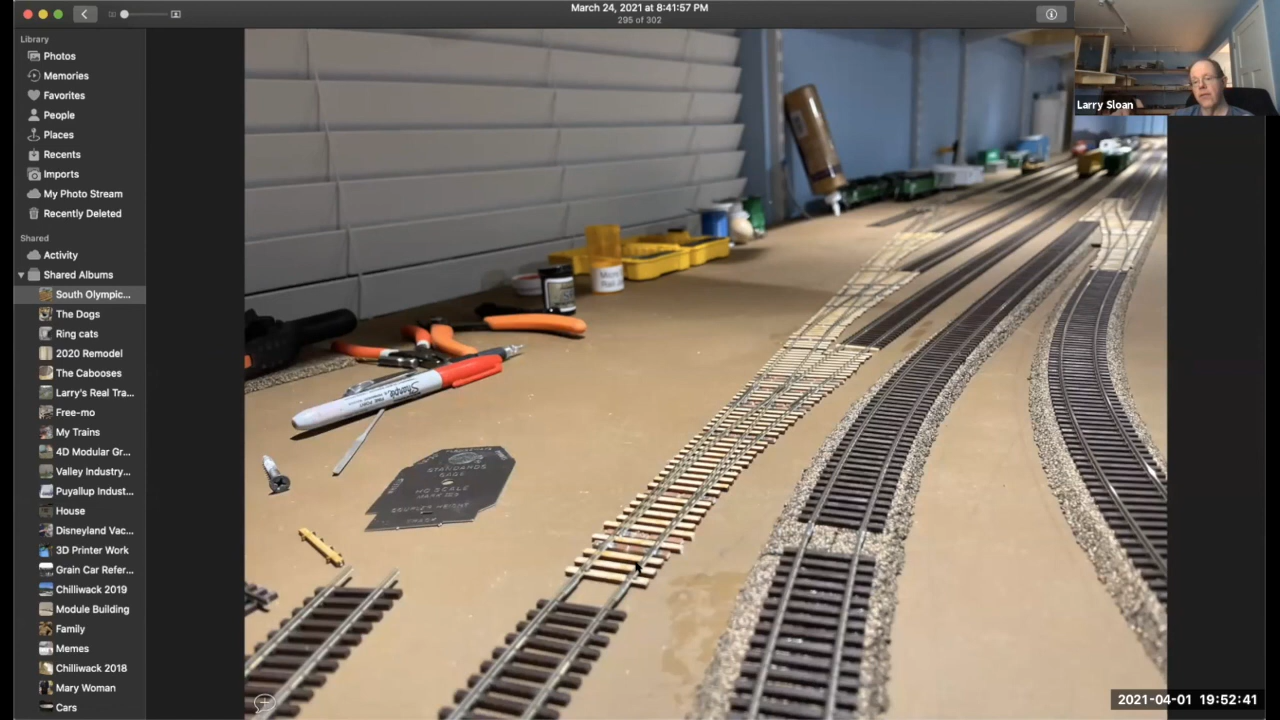 March 24, 2021 at 8:41:57 PM
295 of 302
Library
Photos
Memories
Favorites
People
Places
Recents
Imports
My Photo Stream
Recently Deleted
Shared
Activity
Shared Albums
South Olympic...
The Dogs
Ring cats
2020 Remodel
The Cabooses
Larry's Real Tra...
Free-mo
My Trains
4D Modular Gr...
Valley Industry...
Puyallup Indust...
House
Disneyland Vac...
3D Printer Work
Grain Car Refer...
Chilliwack 2019
Module Building
Family
Memes
Chilliwack 2018
Mary Woman
Cars
Larry Sloan
Sharpie
STANDARDS
GAGE
HO SCALE
COUPLER HEIGHT
2021-04-01 19:52:41